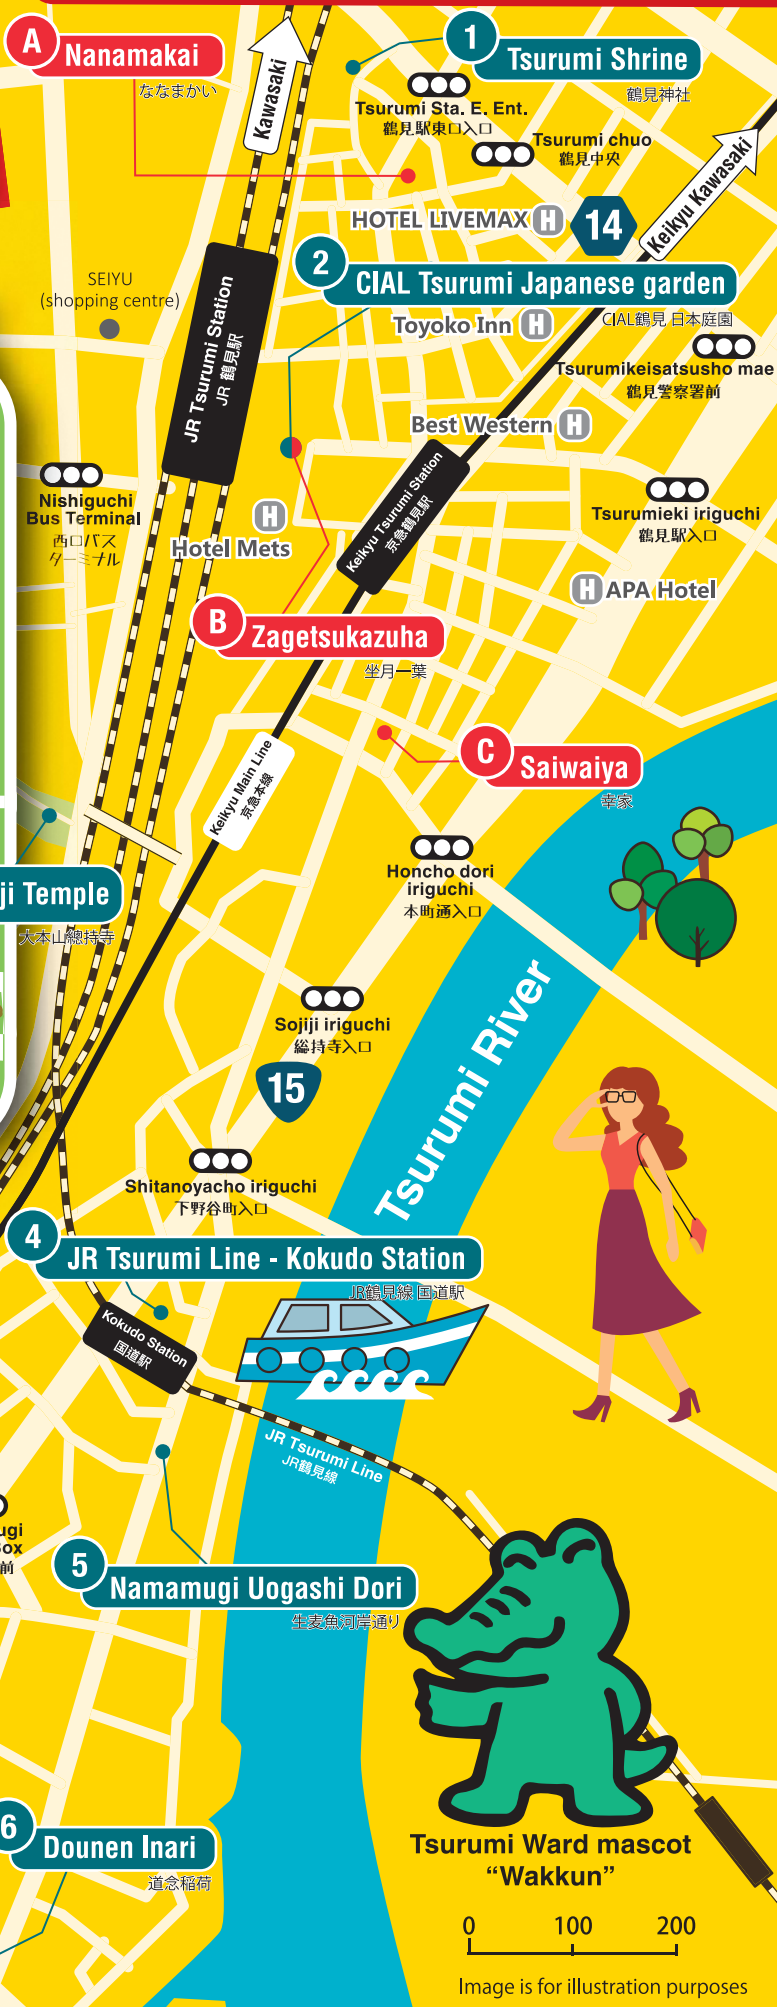 A
Nanamakai
ななまかい
Kawasaki
1
Tsurumi Shrine
鶴見神社
Tsurumi Sta. E. Ent.
鶴見駅東口入口
Tsurumi chuo
鶴見中央
Keikyu Kawasaki
HOTEL LIVEMAX H
14
2
CIAL Tsurumi Japanese garden
CIAL鶴見 日本庭園
SEIYU
(shopping centre)
JR Tsurumi Station
JR 鶴見駅
Toyoko Inn H
Tsurumikeisatsusho mae
鶴見警察署前
Best Western H
Keikyu Tsurumi Station
京急鶴見駅
Nishiguchi
Bus Terminal
西口バス
ターミナル
H
Hotel Mets
Tsurumieki iriguchi
鶴見駅入口
H APA Hotel
B
Zagetsukazuha
坐月一葉
C
Saiwaiya
幸家
Keikyu Main Line
京急本線
Honcho dori
iriguchi
本町通入口
ji Temple
大本山總持寺
Sojiji iriguchi
総持寺入口
15
Tsurumi River
Shitanoyacho iriguchi
下野谷町入口
4
JR Tsurumi Line - Kokudo Station
JR鶴見線 国道駅
Kokudo Station
国道駅
JR Tsurumi Line
JR鶴見線
ugi
ox
前
5
Namamugi Uogashi Dori
生麦魚河岸通り
6
Dounen Inari
道念稲荷
Tsurumi Ward mascot
“Wakkun”
0 100 200
Image is for illustration purposes